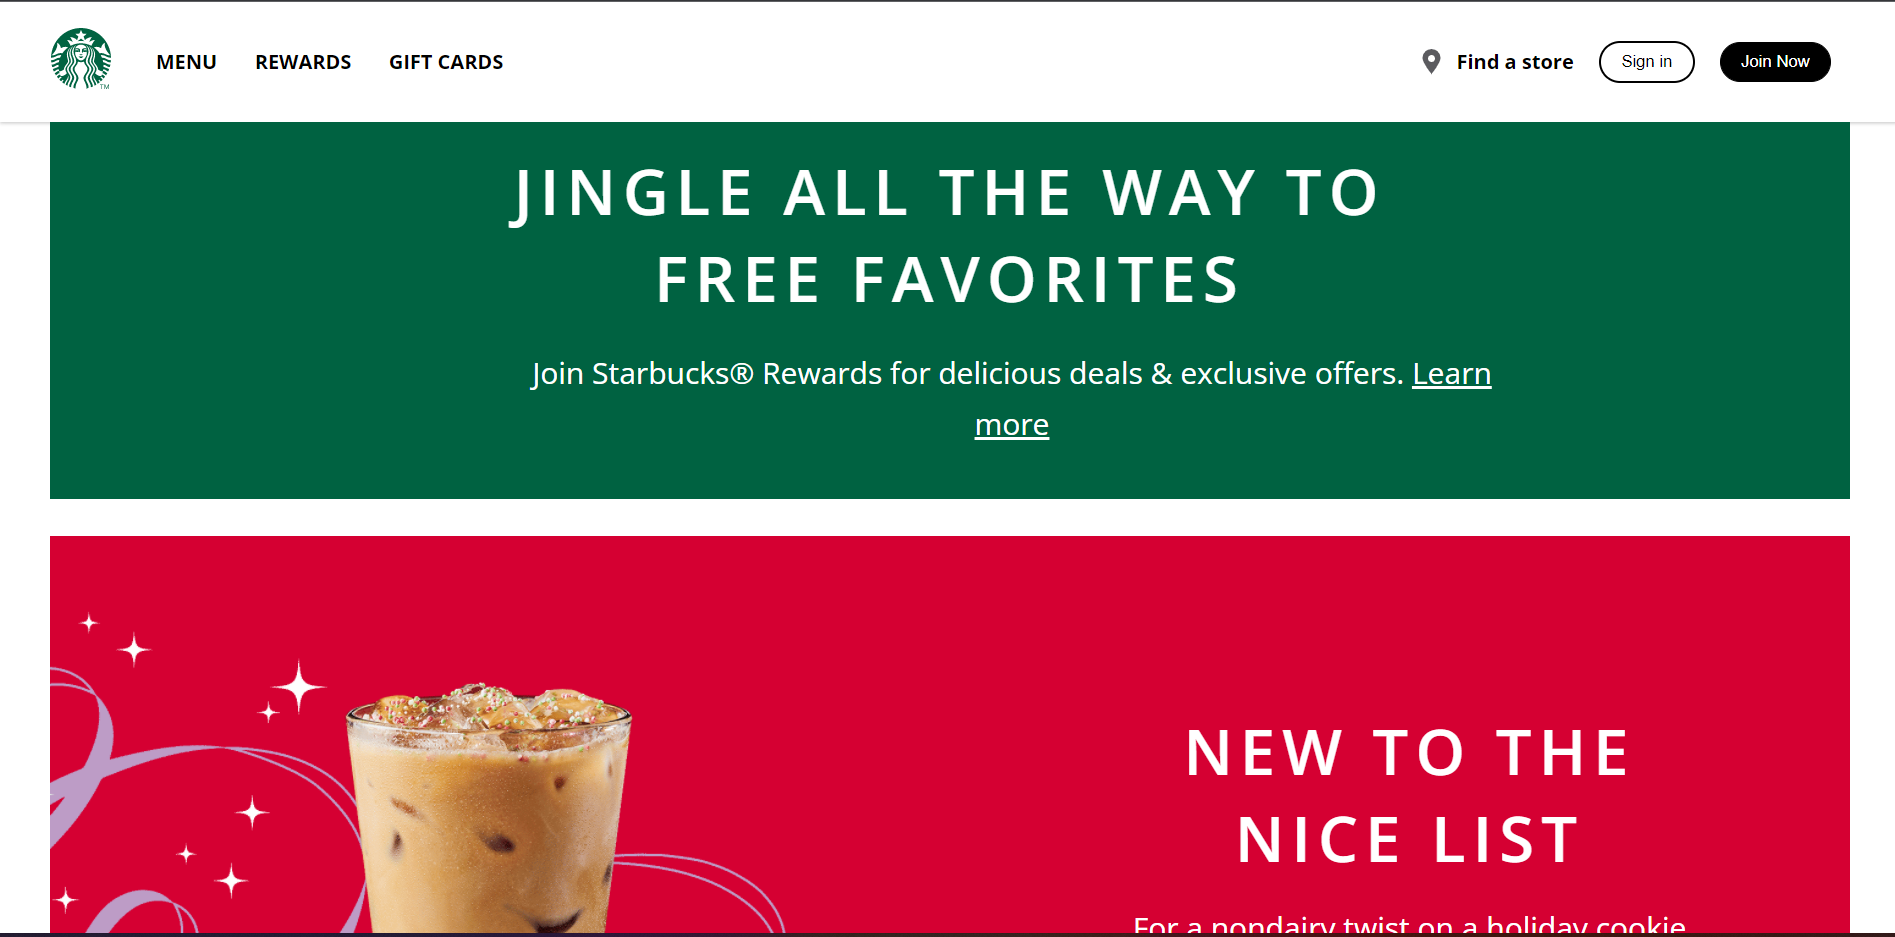 TM
MENU
REWARDS
GIFT CARDS
Find a store
Sign in
Join Now
JINGLE ALL THE WAY TO
FREE FAVORITES
Join Starbucks® Rewards for delicious deals & exclusive offers. Learn
more
NEW TO THE
NICE LIST
For a nondairy twist on a holiday cookie